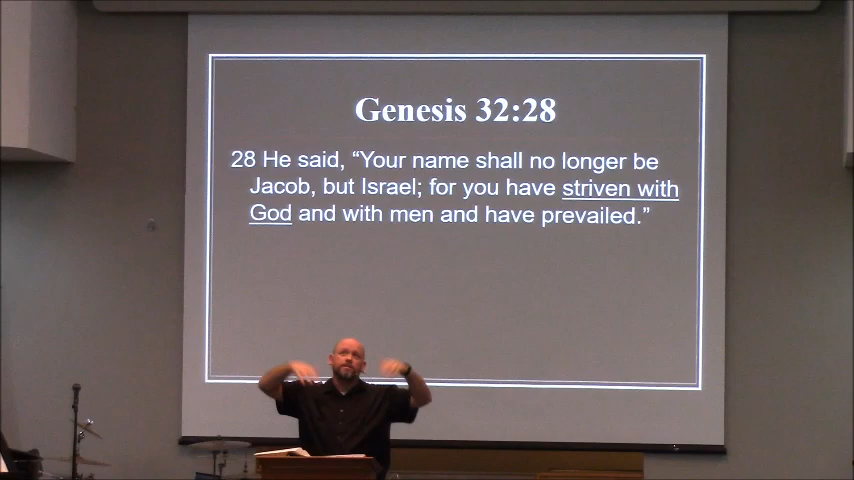 Genesis 32:28
28 He said, “Your name shall no longer be
Jacob, but Israel; for you have striven with
God and with men and have prevailed.”